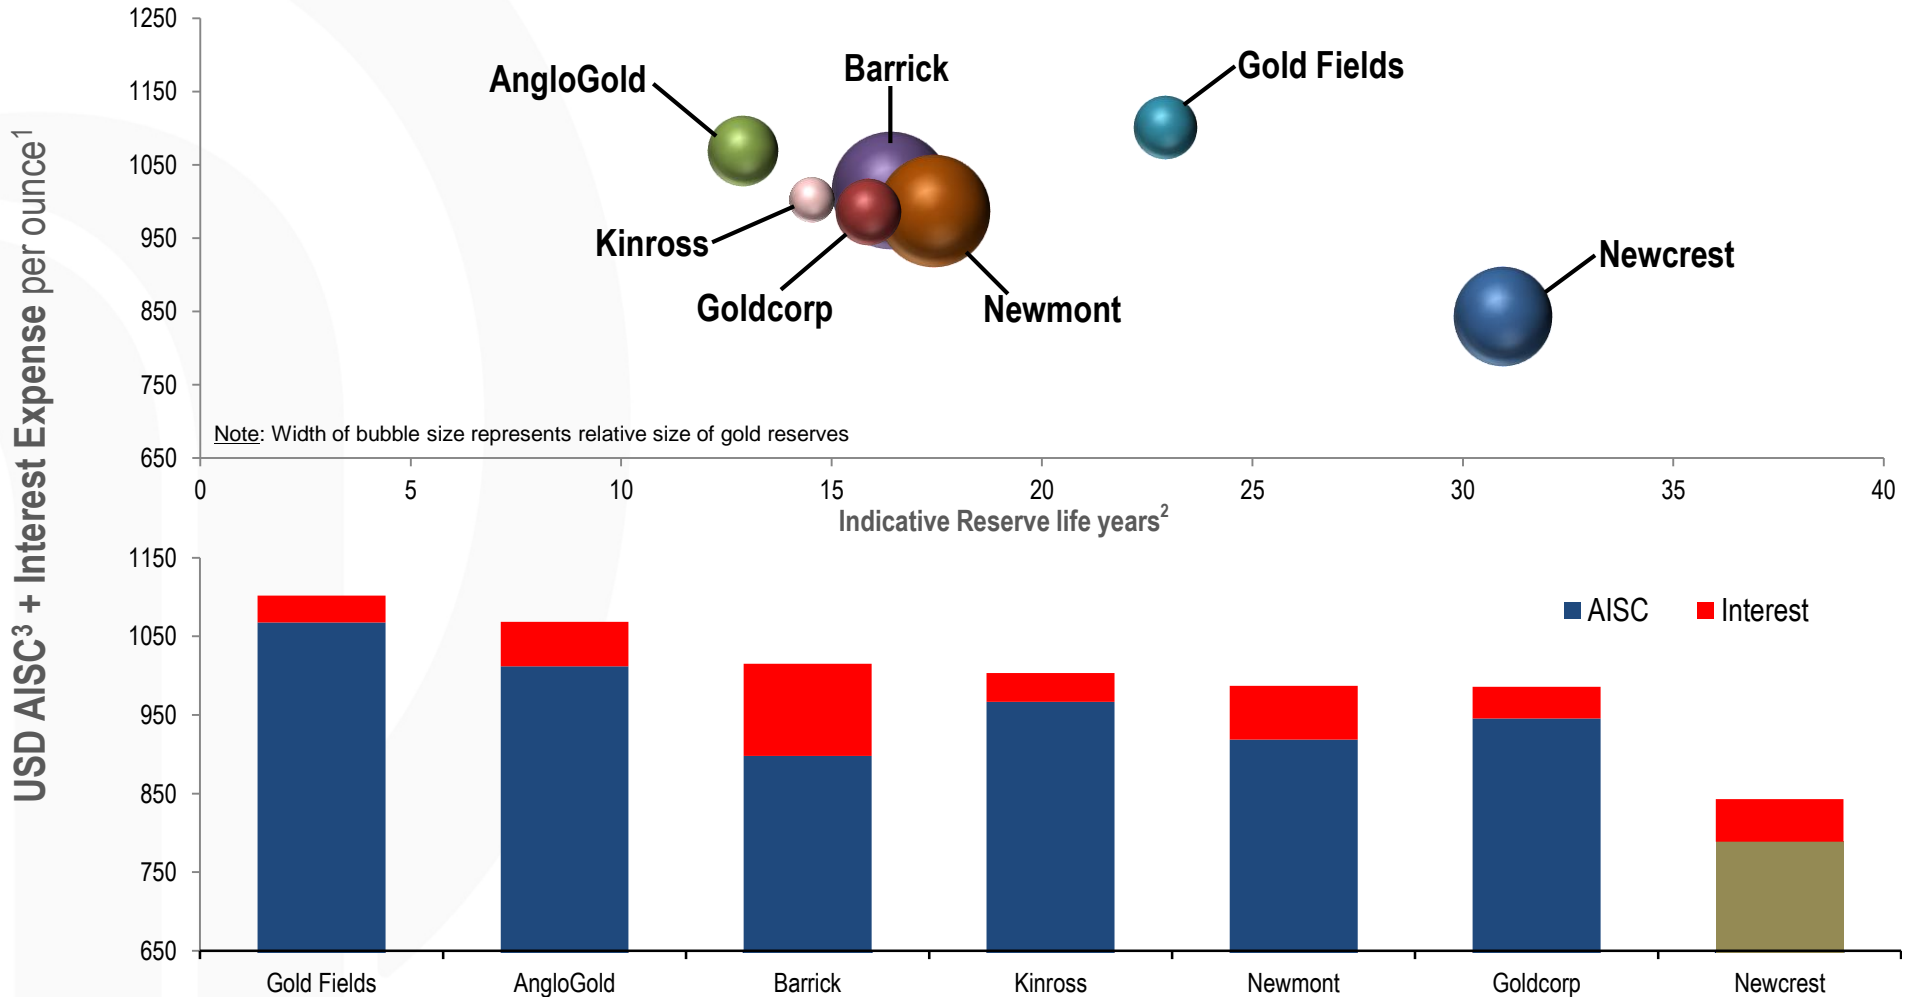 USD AISC³ + Interest Expense per ounce¹
1250
1150
1050
950
850
750
650
AngloGold
Barrick
Gold Fields
Kinross
Goldcorp
Newmont
Newcrest
Note: Width of bubble size represents relative size of gold reserves
0 5 10 15 20 25 30 35 40
Indicative Reserve life years²
1150
1050
950
850
750
650
AISC Interest
Gold Fields AngloGold Barrick Kinross Newmont Goldcorp Newcrest